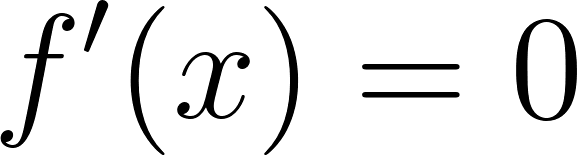 f′(x) = 0